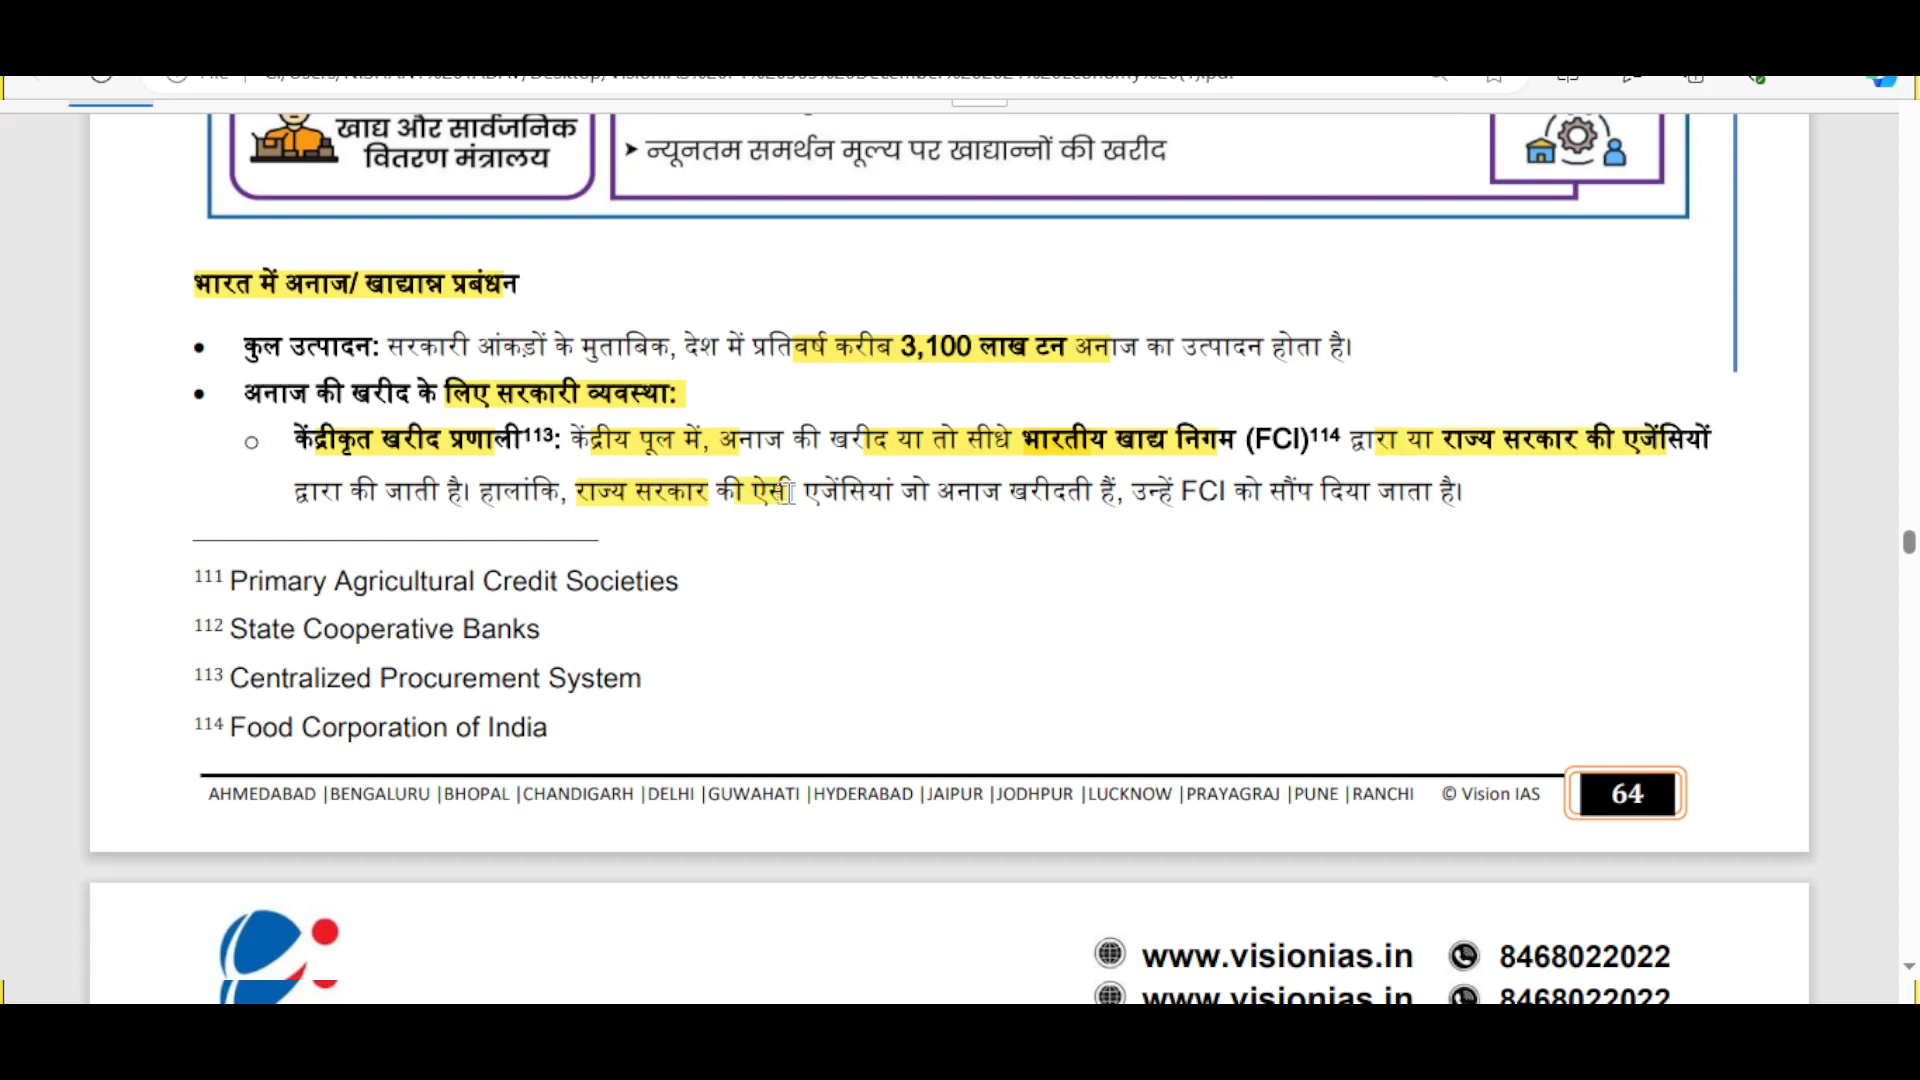 खाद्य और सार्वजनिक
वितरण मंत्रालय
➤ न्यूनतम समर्थन मूल्य पर खाद्यान्नों की खरीद
भारत में अनाज/ खाद्यान्न प्रबंधन
• कुल उत्पादन: सरकारी आंकड़ों के मुताबिक, देश में प्रतिवर्ष करीब 3,100 लाख टन अनाज का उत्पादन होता है।
• अनाज की खरीद के लिए सरकारी व्यवस्था:
○ केंद्रीकृत खरीद प्रणाली113: केंद्रीय पूल में, अनाज की खरीद या तो सीधे भारतीय खाद्य निगम (FCI)114 द्वारा या राज्य सरकार की एजेंसियों
द्वारा की जाती है। हालांकि, राज्य सरकार की ऐसी एजेंसियां जो अनाज खरीदती हैं, उन्हें FCI को सौंप दिया जाता है।
111 Primary Agricultural Credit Societies
112 State Cooperative Banks
113 Centralized Procurement System
114 Food Corporation of India
AHMEDABAD |BENGALURU |BHOPAL |CHANDIGARH |DELHI |GUWAHATI |HYDERABAD |JAIPUR |JODHPUR |LUCKNOW |PRAYAGRAJ |PUNE |RANCHI © Vision IAS 64
www.visionias.in 8468022022
www.visionias.in 8468022022